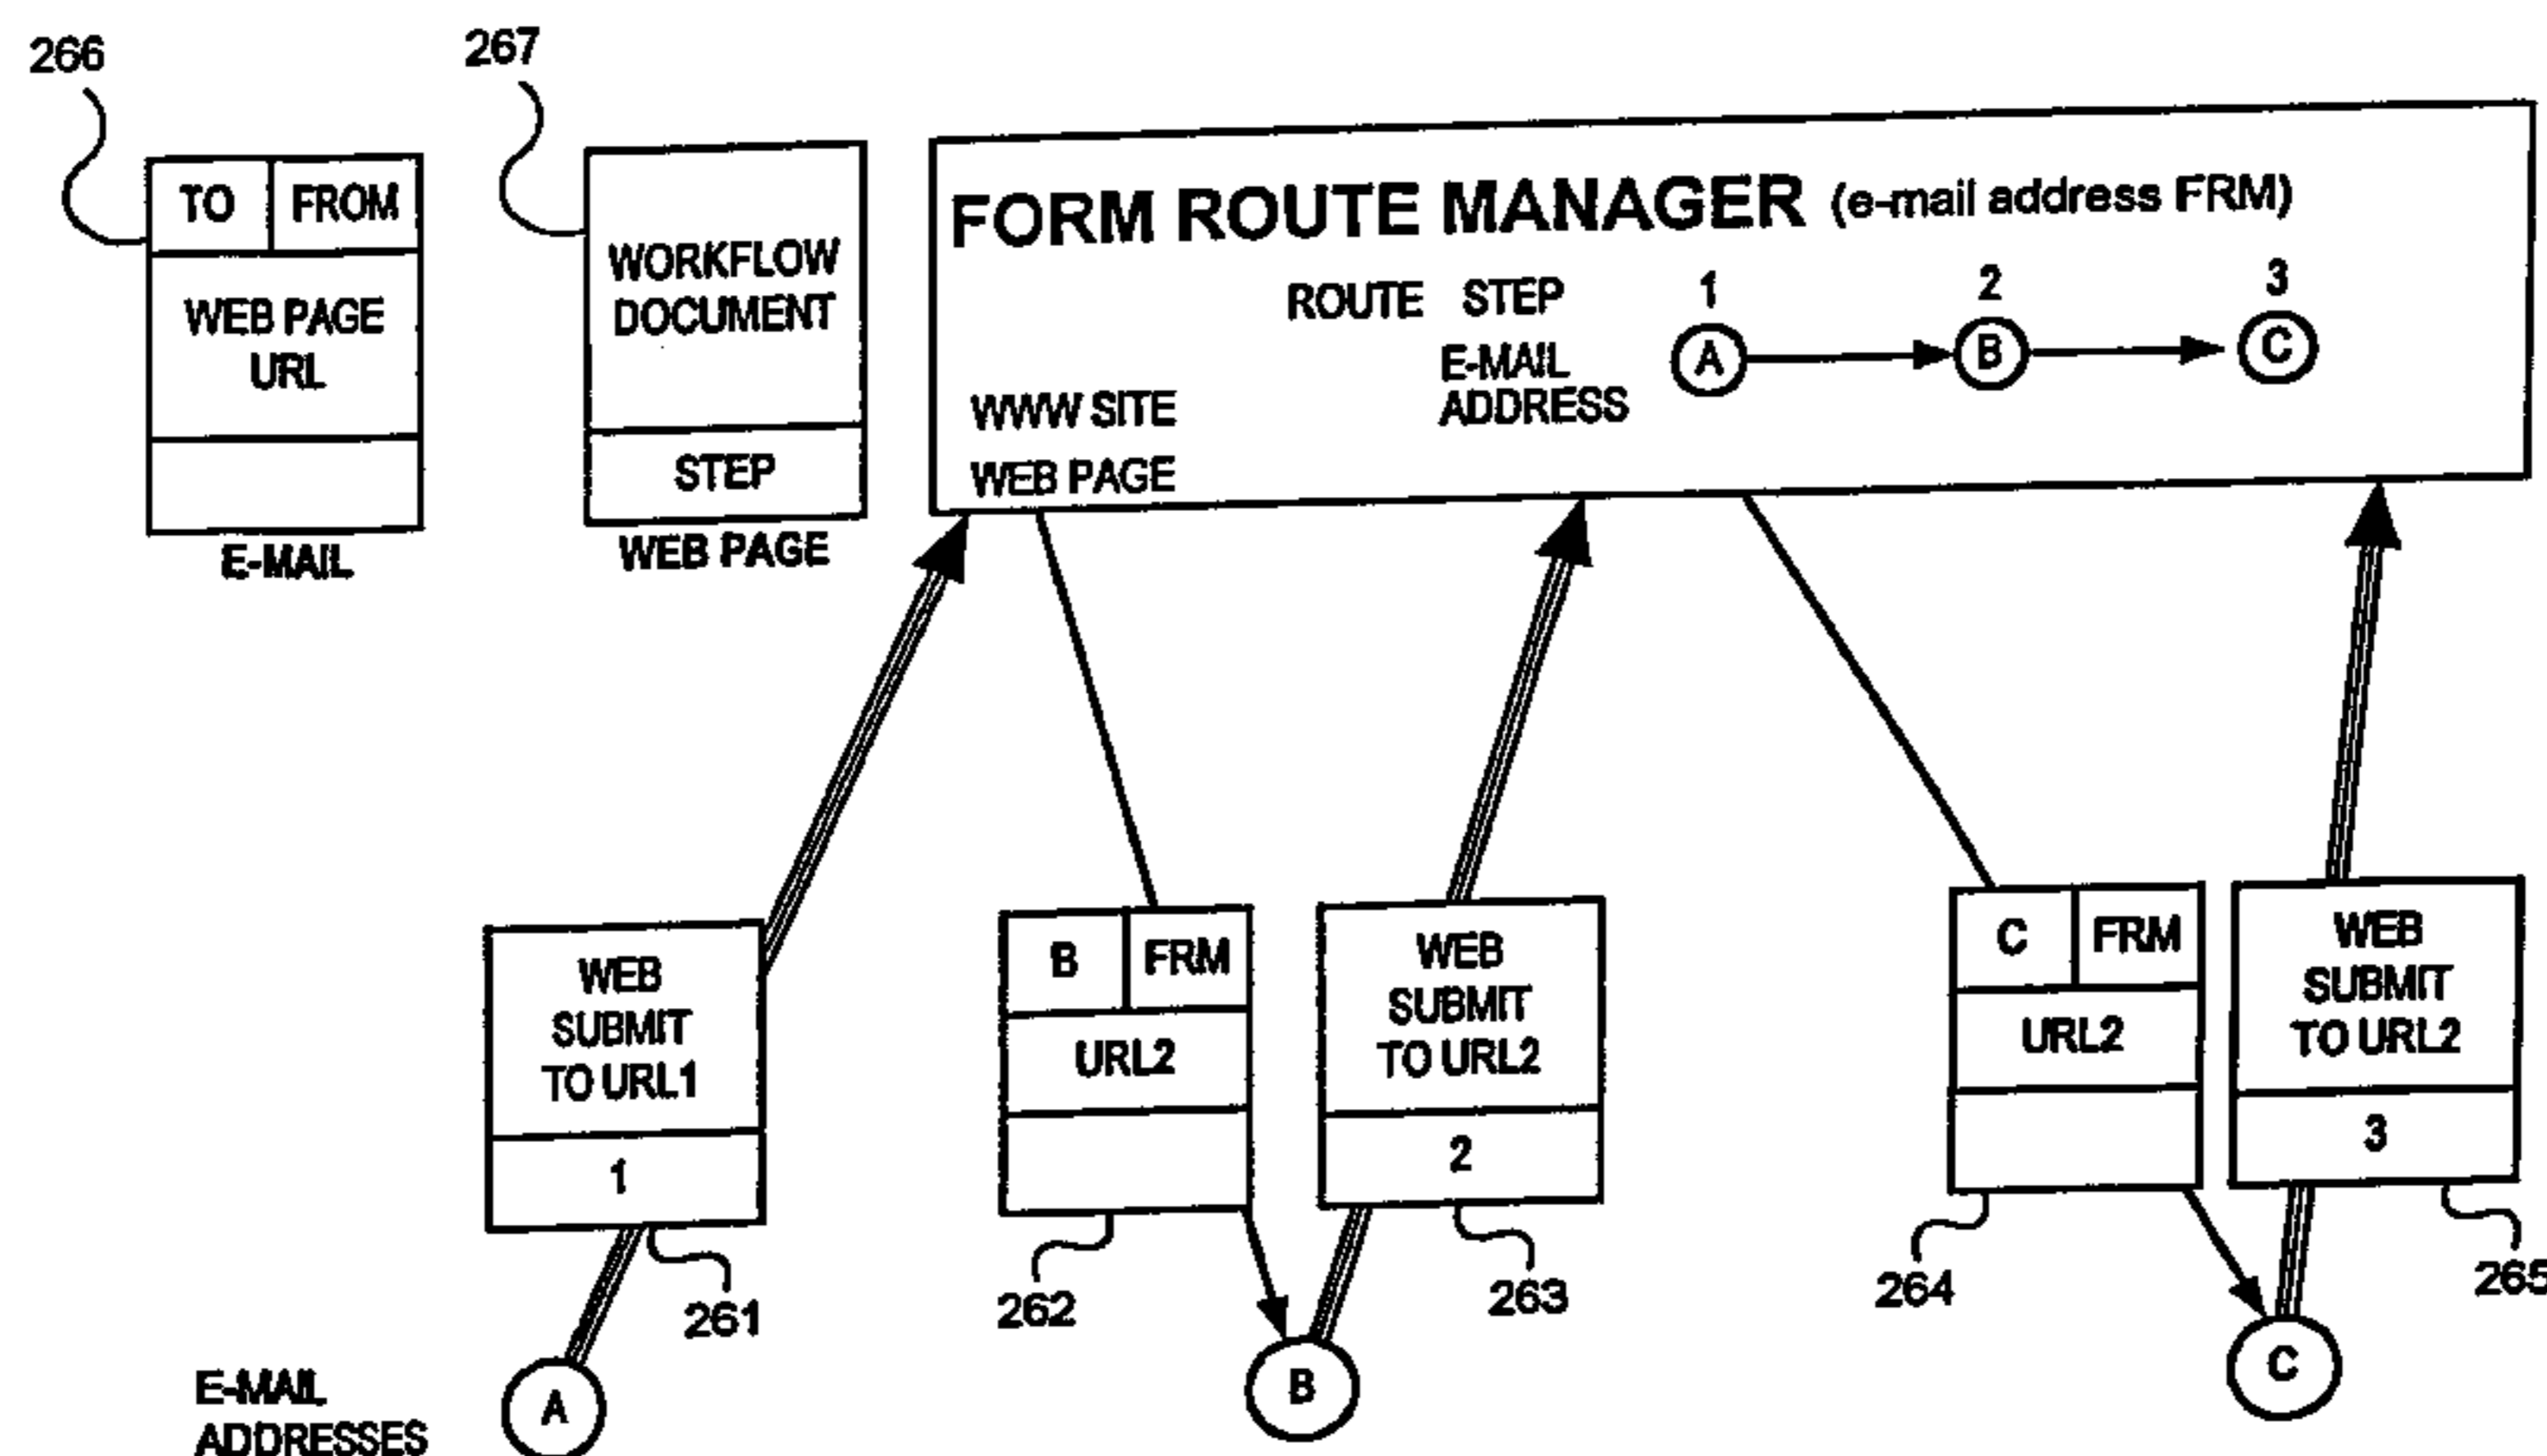 266
267
TO FROM
WEB PAGE
URL
E-MAIL
WORKFLOW
DOCUMENT
STEP
WEB PAGE
FORM ROUTE MANAGER (e-mail address FRM)
ROUTE STEP 1 2 3
E-MAIL
ADDRESS
A B C
WWW SITE
WEB PAGE
WEB
SUBMIT
TO URL1
1
261
B FRM
URL2
262
WEB
SUBMIT
TO URL2
2
263
C FRM
URL2
264
WEB
SUBMIT
TO URL2
3
265
E-MAIL
ADDRESSES
A
B
C